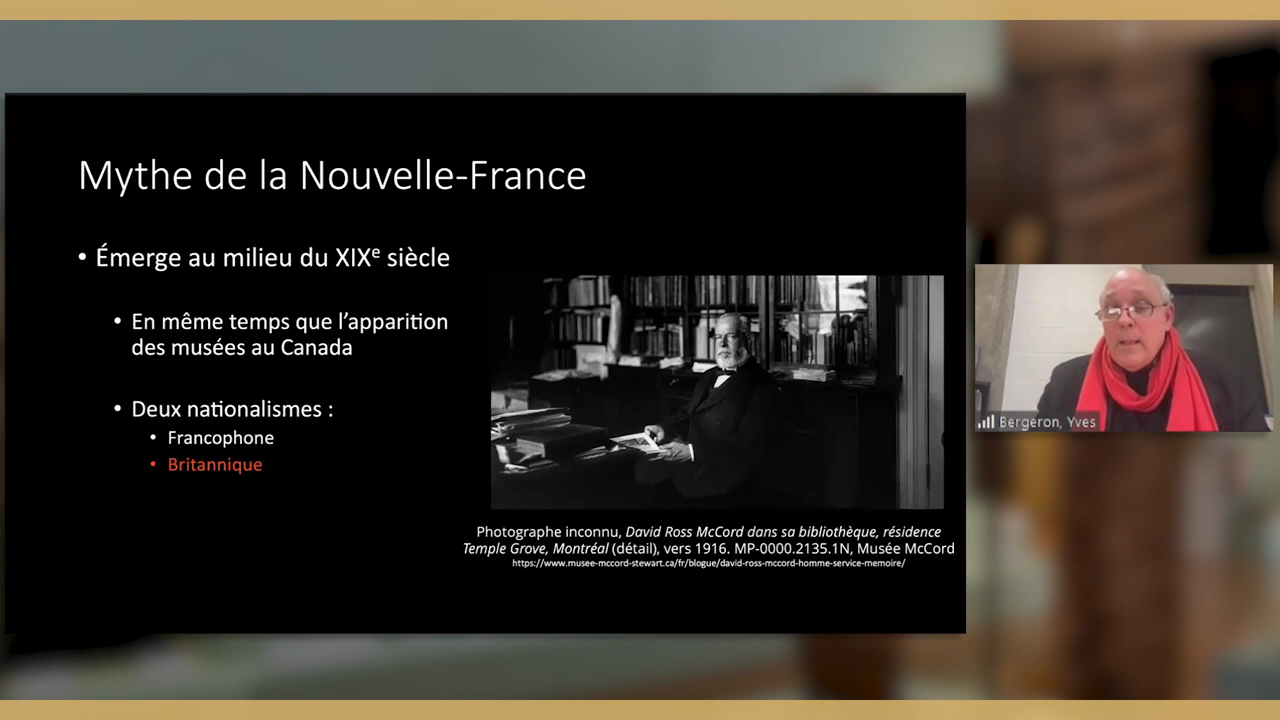 Mythe de la Nouvelle-France
• Émerge au milieu du XIXe siècle
• En même temps que l’apparition
des musées au Canada
• Deux nationalismes :
• Francophone
• Britannique
Photographe inconnu, David Ross McCord dans sa bibliothèque, résidence
Temple Grove, Montréal (détail), vers 1916. MP-0000.2135.1N, Musée McCord
https://www.musee-mccord-stewart.ca/fr/blogue/david-ross-mccord-homme-service-memoire/
Bergeron, Yves